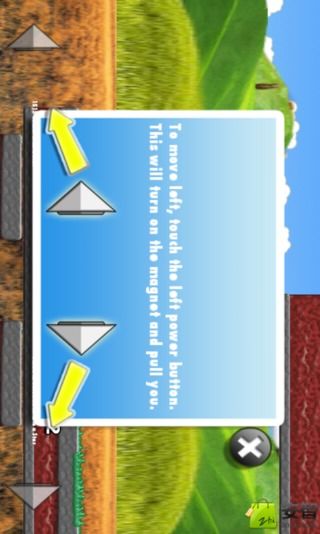 To move left, touch the left power button.
This will turn on the magnet and pull you.